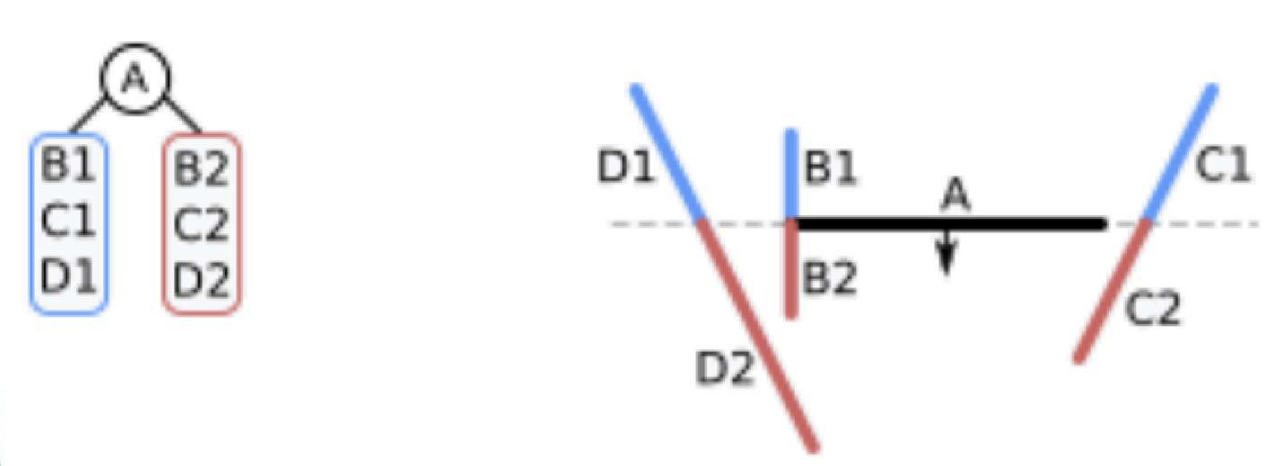 A
B1 B2
C1 C2
D1 D2
D1 B1 A C1
B2 C2
D2